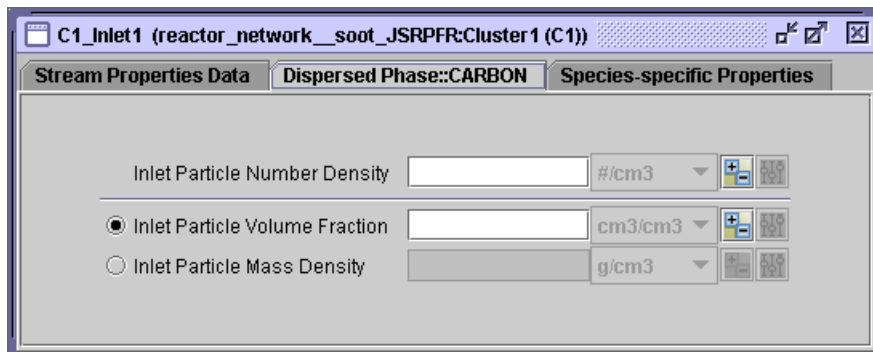 C1_Inlet1 (reactor_network__soot_JSRPFR:Cluster1 (C1))
Stream Properties Data Dispersed Phase::CARBON Species-specific Properties
Inlet Particle Number Density #/cm3
Inlet Particle Volume Fraction cm3/cm3
Inlet Particle Mass Density g/cm3